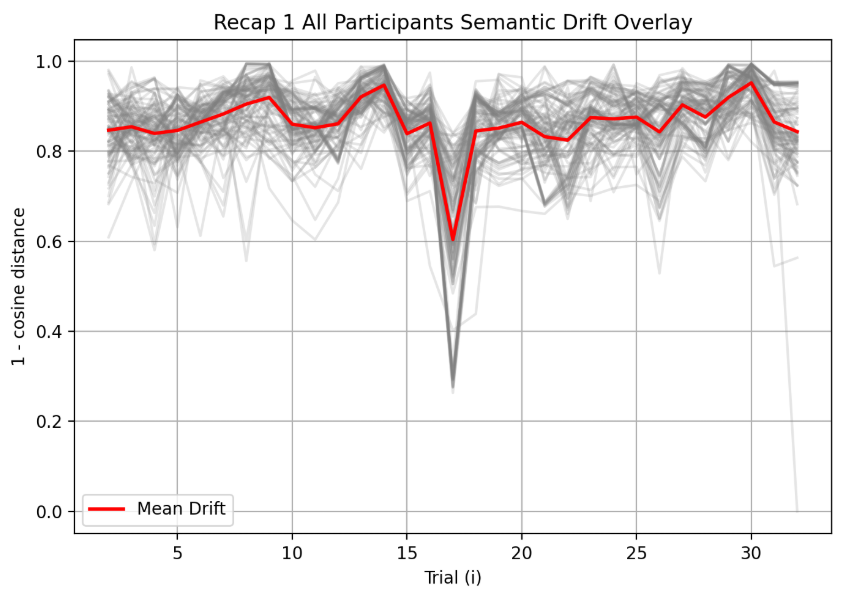 Recap 1 All Participants Semantic Drift Overlay
1.0
0.8
0.6
0.4
0.2
0.0
1 - cosine distance
Mean Drift
5 10 15 20 25 30
Trial (i)